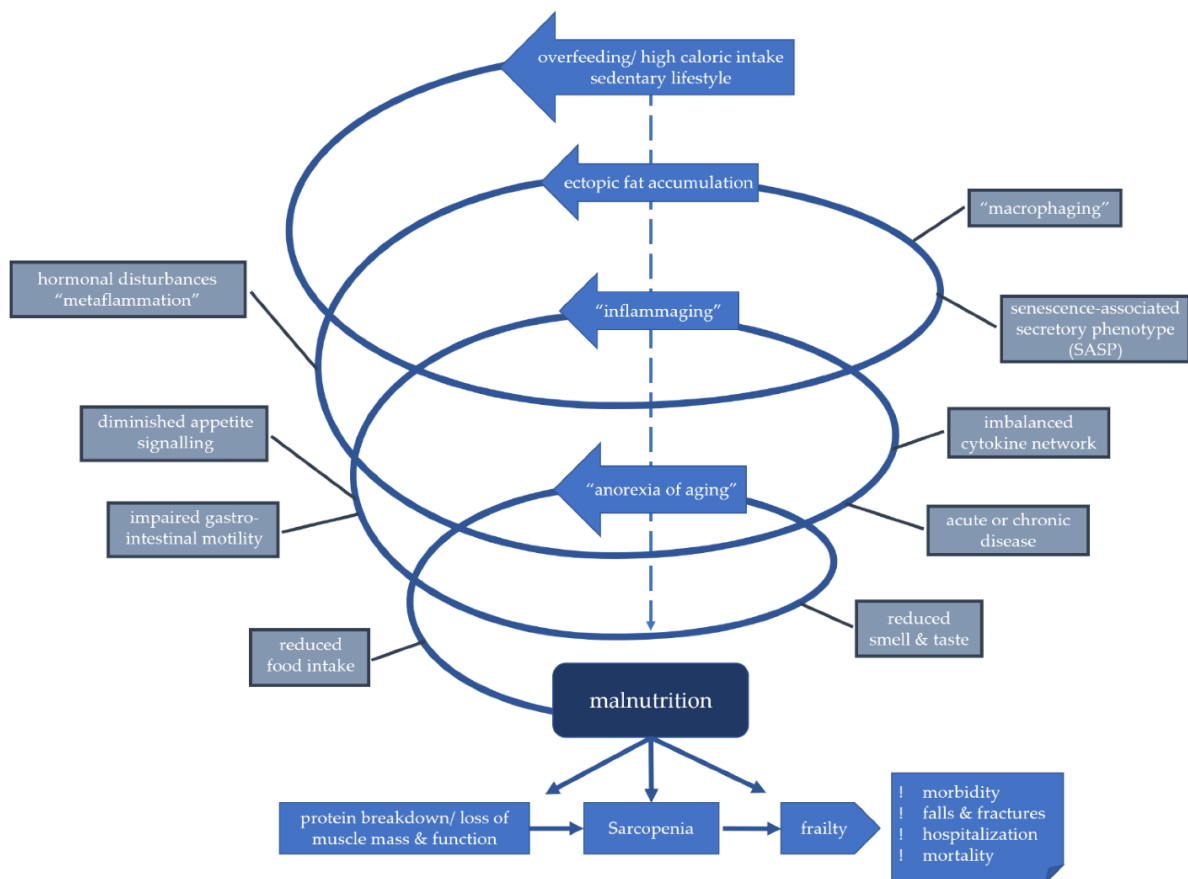 overfeeding/ high caloric intake
sedentary lifestyle
ectopic fat accumulation
“macrophaging”
hormonal disturbances
“metaflammation”
“inflammaging”
senescence-associated
secretory phenotype
(SASP)
diminished appetite
signalling
imbalanced
cytokine network
“anorexia of aging”
impaired gastro-
intestinal motility
acute or chronic
disease
reduced
food intake
reduced
smell & taste
malnutrition
protein breakdown/ loss of
muscle mass & function
Sarcopenia
frailty
! morbidity
! falls & fractures
! hospitalization
! mortality